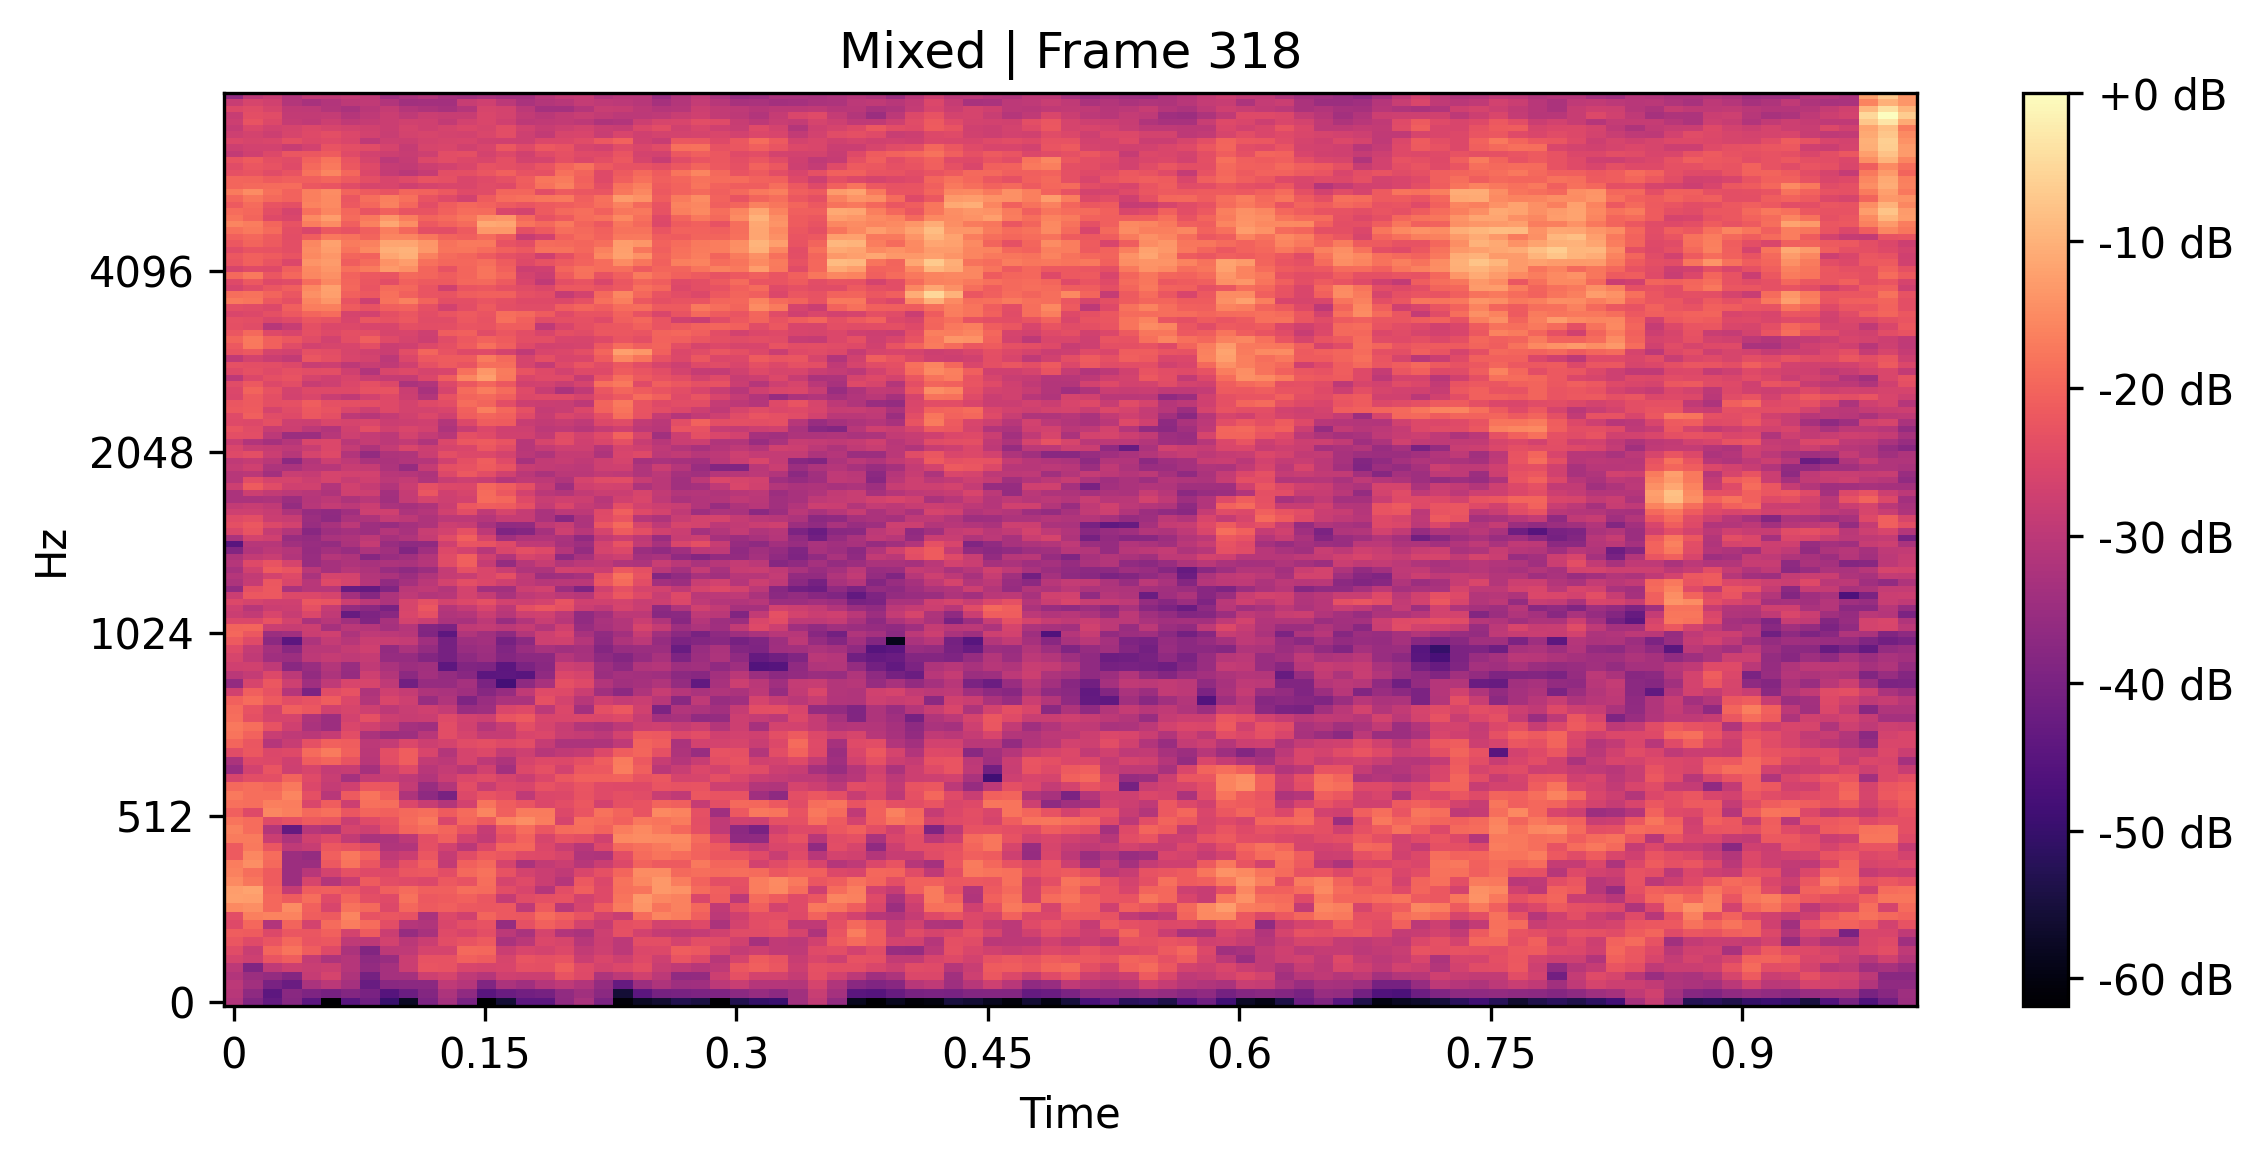 Mixed | Frame 318
+0 dB
-10 dB
-20 dB
-30 dB
-40 dB
-50 dB
-60 dB
4096
2048
1024
512
0
Hz
0 0.15 0.3 0.45 0.6 0.75 0.9
Time